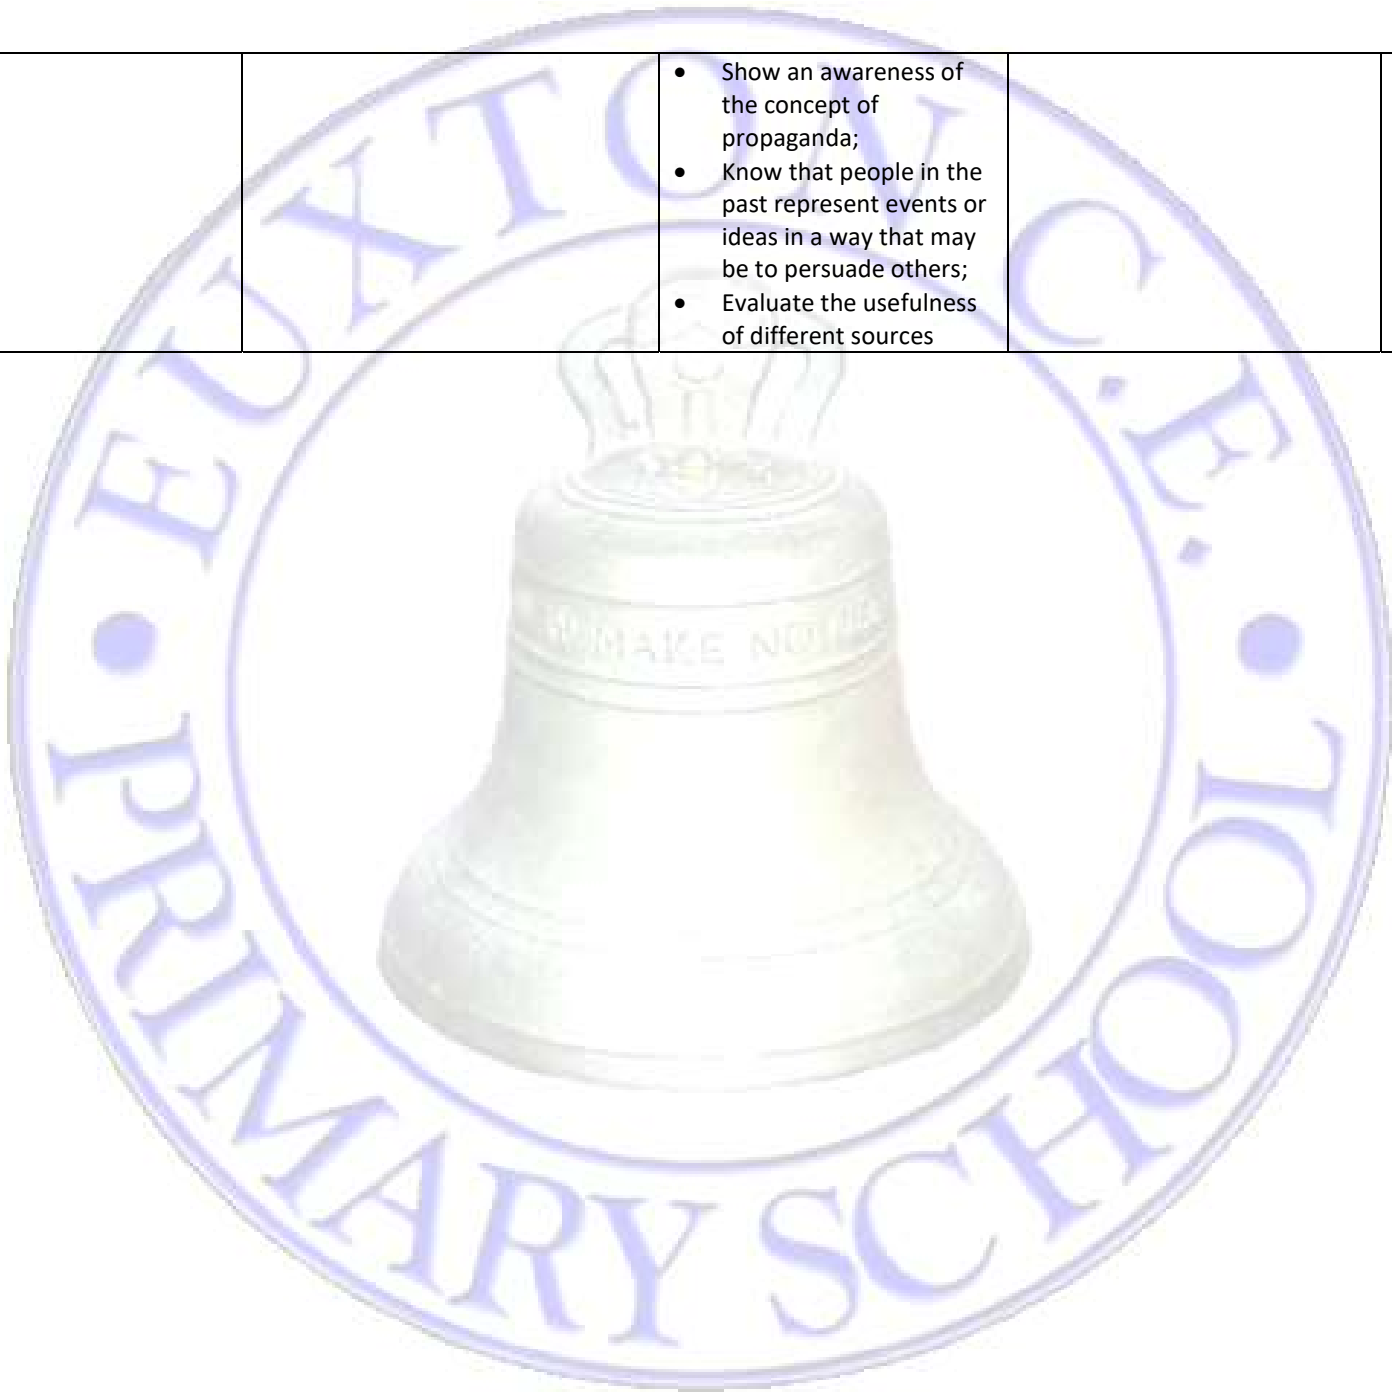 • Show an awareness of
the concept of
propaganda;
• Know that people in the
past represent events or
ideas in a way that may
be to persuade others;
• Evaluate the usefulness
of different sources
• EUXTON C.E. •
PRIMARY SCHOOL
MAKE NO